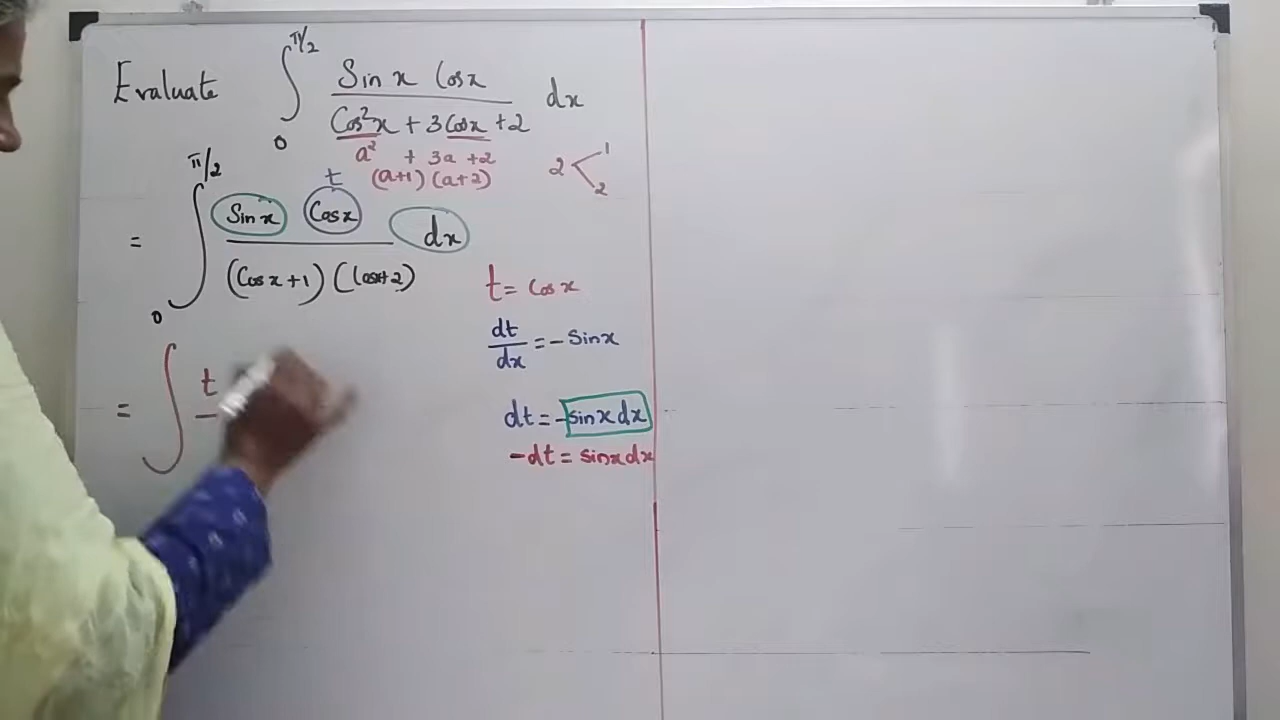 Evaluate ∫₀^π/2 Sin x Cos x / (Cos²x + 3Cos x + 2) dx
a² + 3a + 2
2 < 1 2
t (a+1) (a+2)
= ∫₀^π/2 Sin x Cos x dx / (Cos x + 1) (Cos x + 2)
t = Cos x
dt/dx = - Sin x
= ∫ t
dt = - sin x dx
-dt = sin x dx